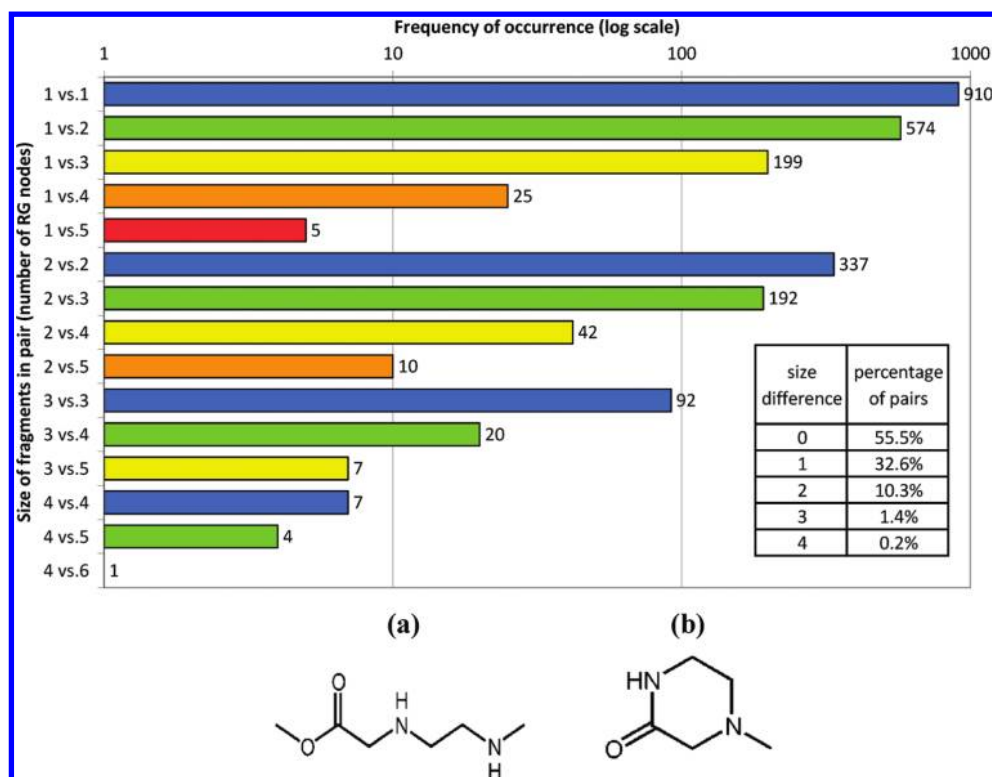 Frequency of occurrence (log scale)
1 10 100 1000
Size of fragments in pair (number of RG nodes)
1 vs.1 910
1 vs.2 574
1 vs.3 199
1 vs.4 25
1 vs.5 5
2 vs.2 337
2 vs.3 192
2 vs.4 42
2 vs.5 10
3 vs.3 92
3 vs.4 20
3 vs.5 7
4 vs.4 7
4 vs.5 4
4 vs.6 1
size percentage
difference of pairs
0 55.5%
1 32.6%
2 10.3%
3 1.4%
4 0.2%
(a) (b)
O
H
N
O
N
H
HN
N
O